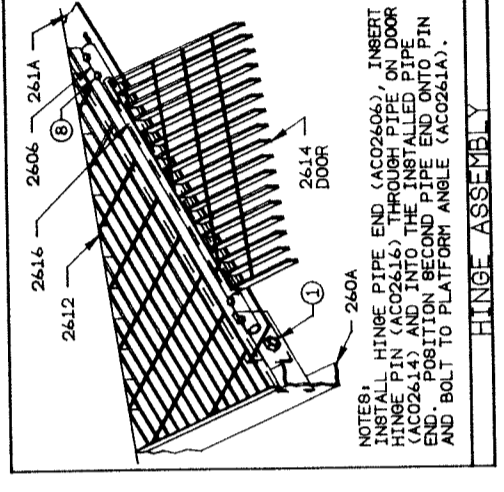 261A
2606
8
2616
2612
2614
DOOR
1
260A
NOTES:
INSTALL HINGE PIPE END (AC02606), INSERT
HINGE PIN (AC02616) THROUGH PIPE ON DOOR
(AC02614) AND INTO THE INSTALLED PIPE
END. POSITION SECOND PIPE END ONTO PIN
AND BOLT TO PLATFORM ANGLE (AC0261A).
HINGE ASSEMBLY